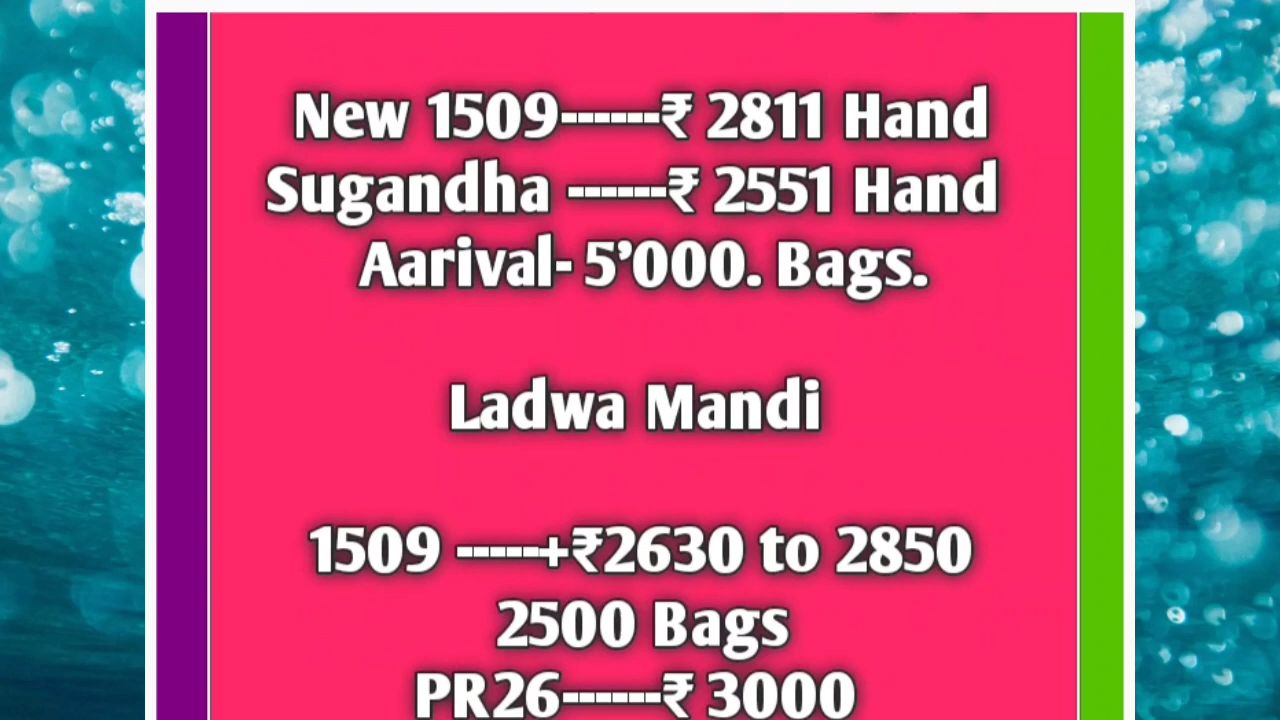 New 1509------₹ 2811 Hand
Sugandha ------₹ 2551 Hand
Aarival- 5’000. Bags.
Ladwa Mandi
1509 -----+₹2630 to 2850
2500 Bags
PR26------₹ 3000